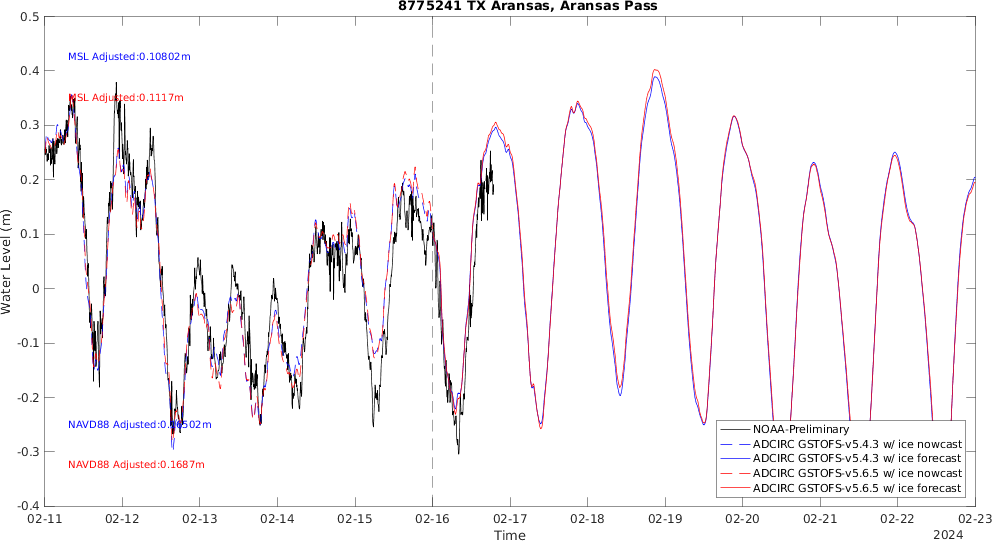 8775241 TX Aransas, Aransas Pass
0.5
0.4
0.3
0.2
0.1
0
-0.1
-0.2
-0.3
-0.4
Water Level (m)
MSL Adjusted:0.10802m
MSL Adjusted:0.1117m
NAVD88 Adjusted:0.16502m
NAVD88 Adjusted:0.1687m
NOAA-Preliminary
ADCIRC GSTOFS-v5.4.3 w/ ice nowcast
ADCIRC GSTOFS-v5.4.3 w/ ice forecast
ADCIRC GSTOFS-v5.6.5 w/ ice nowcast
ADCIRC GSTOFS-v5.6.5 w/ ice forecast
02-11 02-12 02-13 02-14 02-15 02-16 02-17 02-18 02-19 02-20 02-21 02-22 02-23
Time
2024